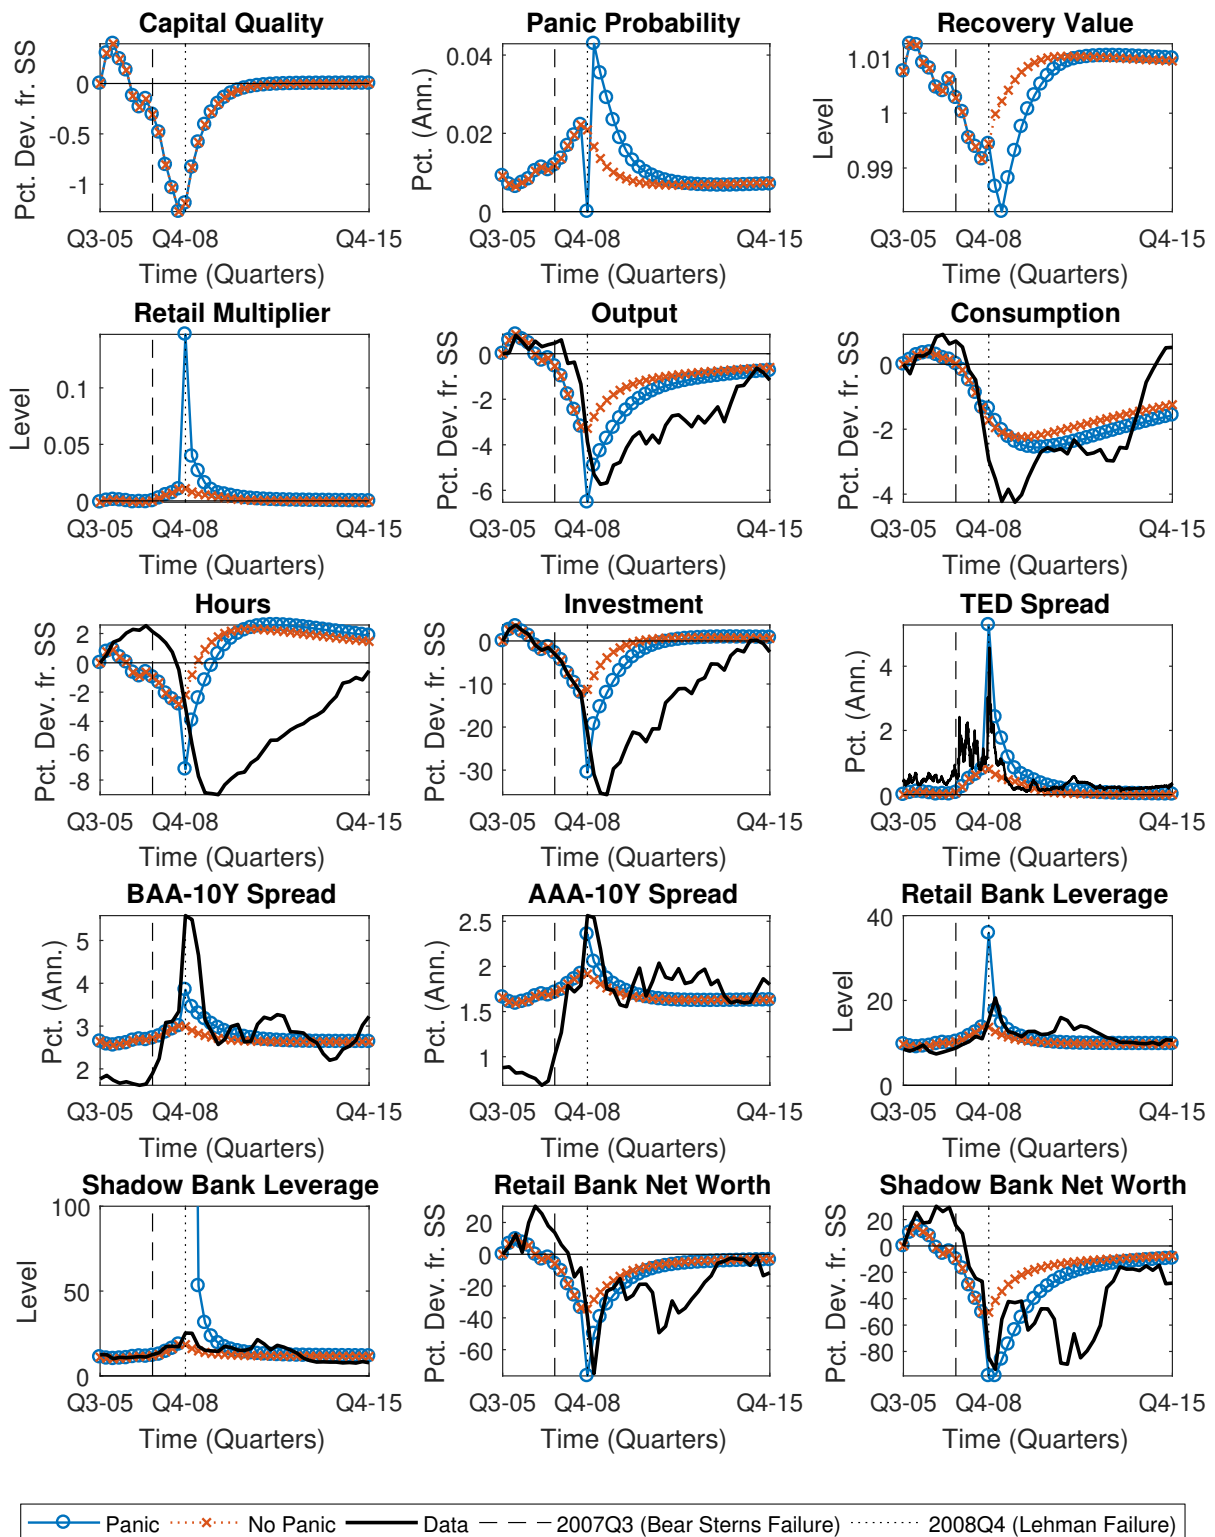 Capital Quality
Panic Probability
Recovery Value
Pct. Dev. fr. SS
0
-0.5
-1
Q3-05 Q4-08 Q4-15
Time (Quarters)
Pct. (Ann.)
0.04
0.02
0
Q3-05 Q4-08 Q4-15
Time (Quarters)
Level
1.01
1
0.99
Q3-05 Q4-08 Q4-15
Time (Quarters)
Retail Multiplier
Output
Consumption
Level
0.1
0.05
0
Q3-05 Q4-08 Q4-15
Time (Quarters)
Pct. Dev. fr. SS
0
-2
-4
-6
Q3-05 Q4-08 Q4-15
Time (Quarters)
Pct. Dev. fr. SS
0
-2
-4
Q3-05 Q4-08 Q4-15
Time (Quarters)
Hours
Investment
TED Spread
Pct. Dev. fr. SS
2
0
-2
-4
-6
-8
Q3-05 Q4-08 Q4-15
Time (Quarters)
Pct. Dev. fr. SS
0
-10
-20
-30
Q3-05 Q4-08 Q4-15
Time (Quarters)
Pct. (Ann.)
4
2
0
Q3-05 Q4-08 Q4-15
Time (Quarters)
BAA-10Y Spread
AAA-10Y Spread
Retail Bank Leverage
Pct. (Ann.)
5
4
3
2
Q3-05 Q4-08 Q4-15
Time (Quarters)
Pct. (Ann.)
2.5
2
1.5
1
Q3-05 Q4-08 Q4-15
Time (Quarters)
Level
40
20
0
Q3-05 Q4-08 Q4-15
Time (Quarters)
Shadow Bank Leverage
Retail Bank Net Worth
Shadow Bank Net Worth
Level
100
50
0
Q3-05 Q4-08 Q4-15
Time (Quarters)
Pct. Dev. fr. SS
20
0
-20
-40
-60
Q3-05 Q4-08 Q4-15
Time (Quarters)
Pct. Dev. fr. SS
20
0
-20
-40
-60
-80
Q3-05 Q4-08 Q4-15
Time (Quarters)
Panic No Panic Data 2007Q3 (Bear Sterns Failure) 2008Q4 (Lehman Failure)